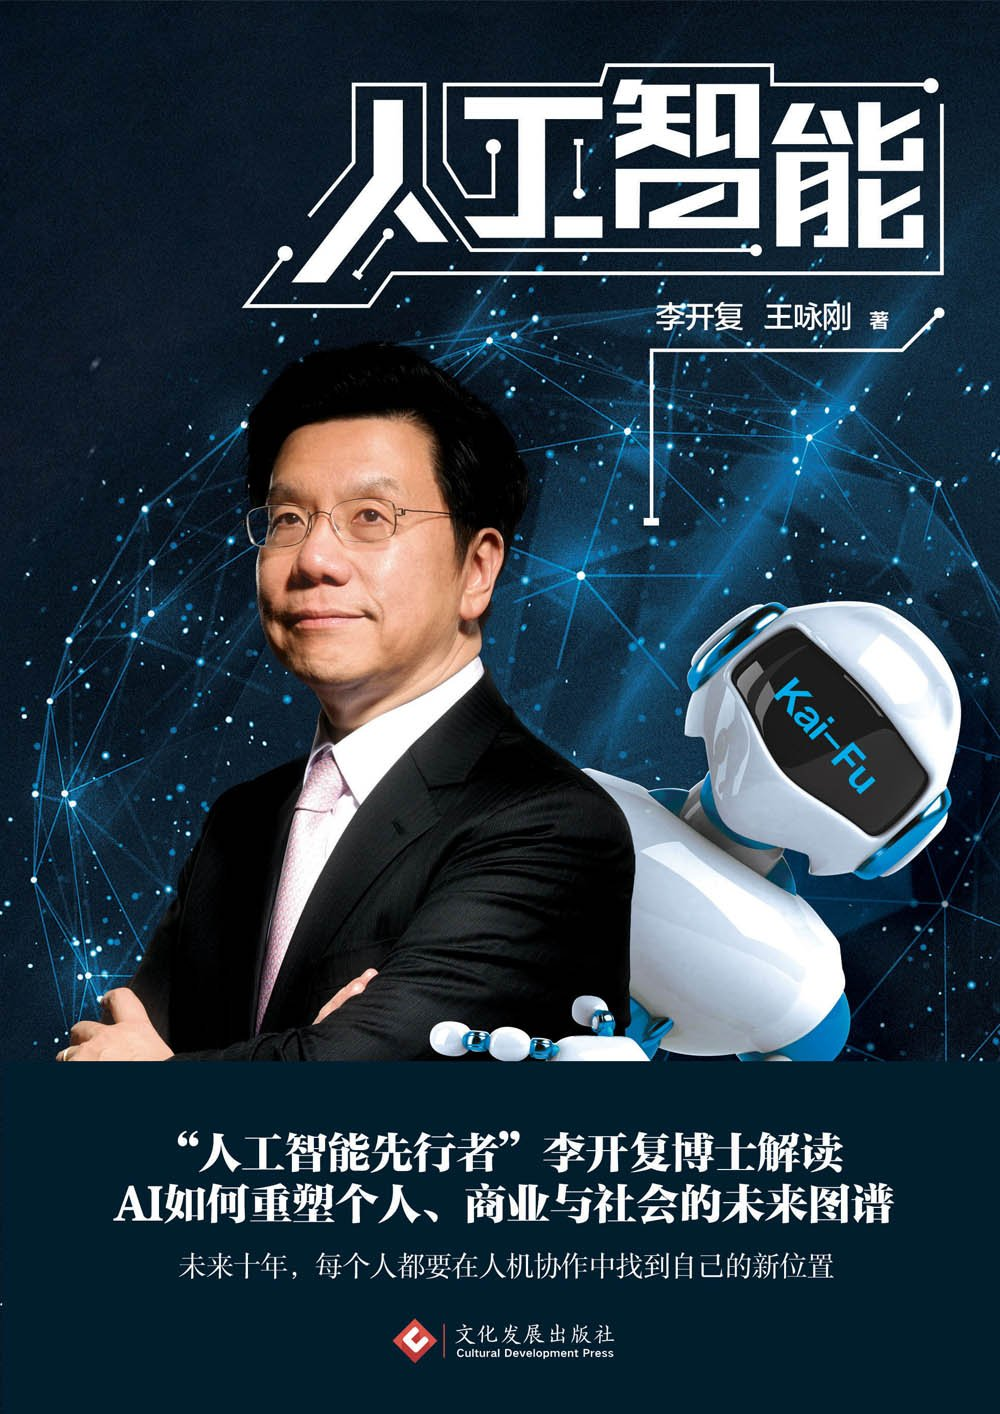 人工智能
李开复 王咏刚 著
Kai-Fu
“人工智能先行者”李开复博士解读
AI如何重塑个人、商业与社会的未来图谱
未来十年，每个人都要在人机协作中找到自己的新位置
文化发展出版社
Cultural Development Press